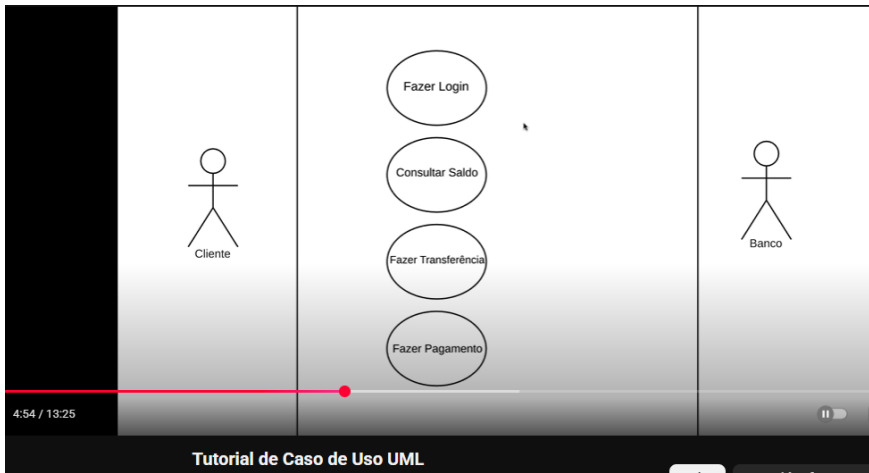 Fazer Login
Consultar Saldo
Cliente
Banco
Fazer Transferência
Fazer Pagamento
4:54 / 13:25
Tutorial de Caso de Uso UML